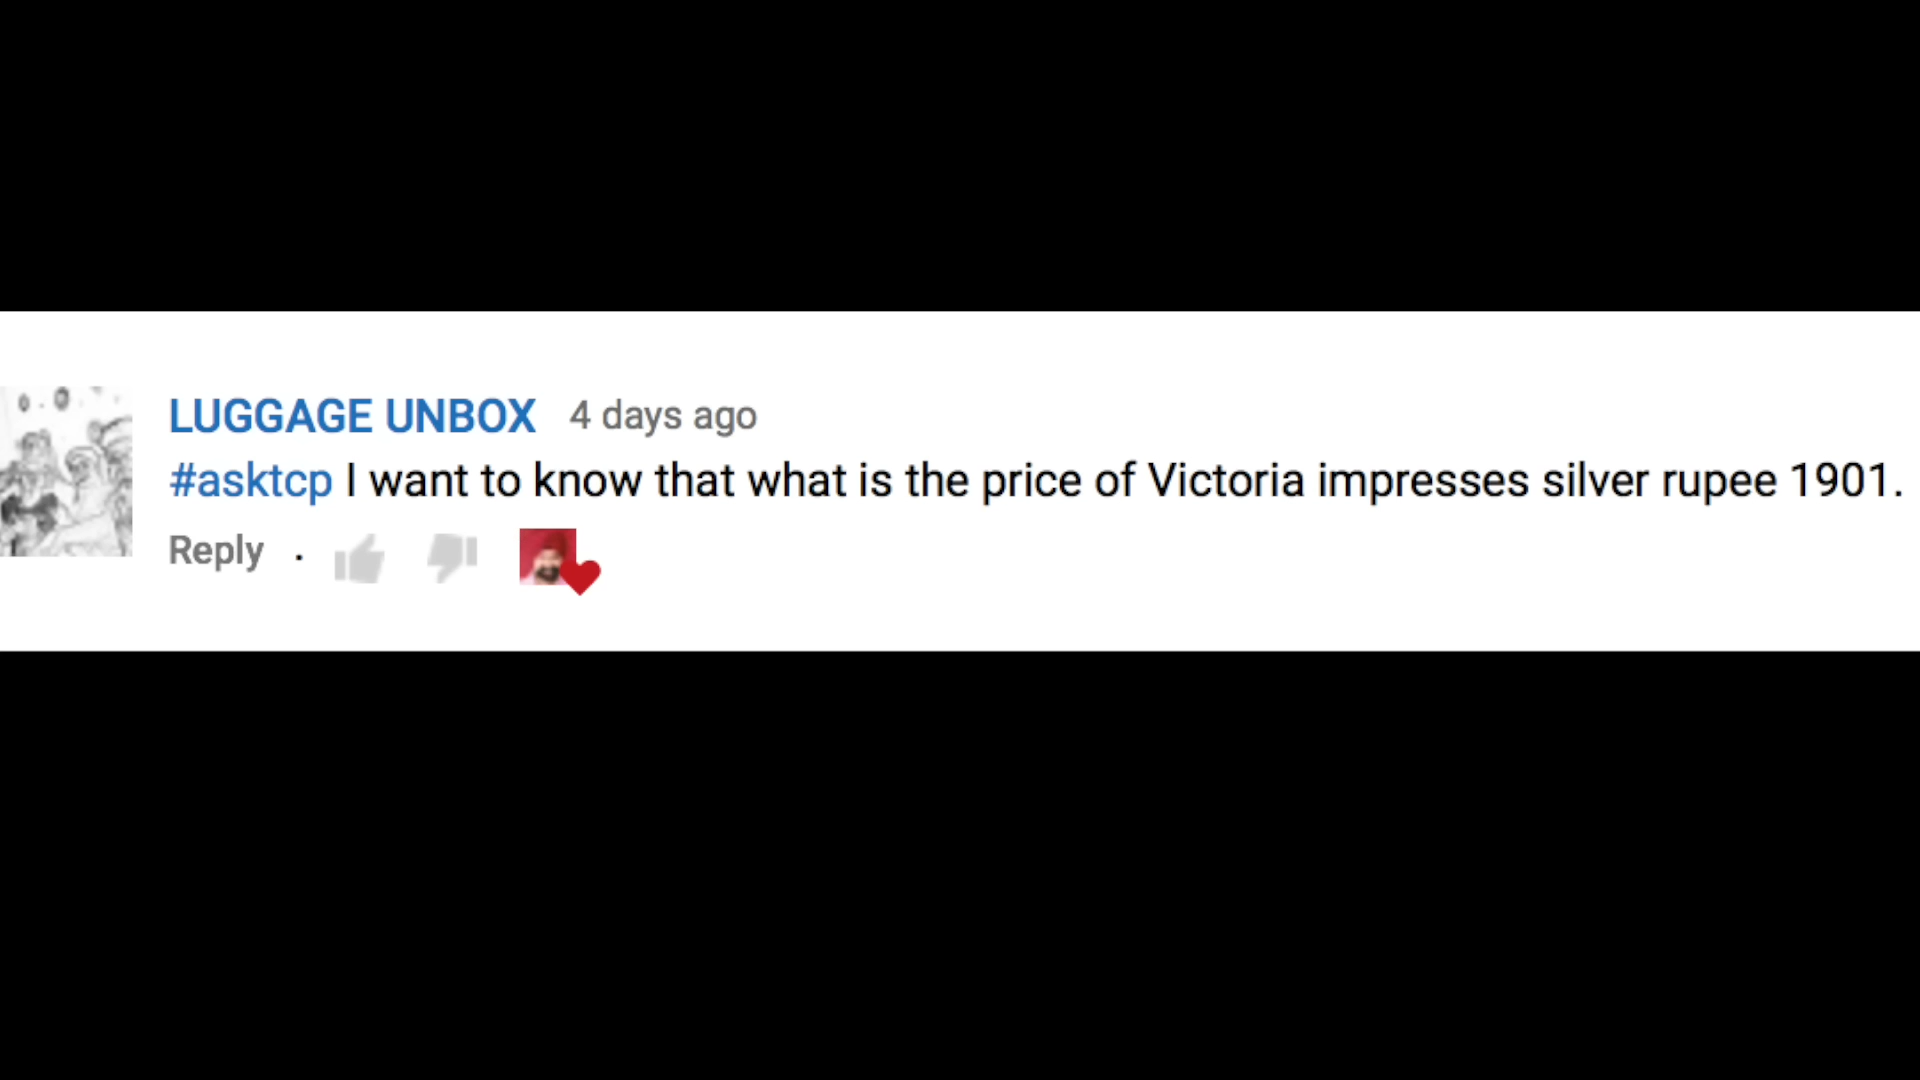 LUGGAGE UNBOX 4 days ago
#asktcp I want to know that what is the price of Victoria impresses silver rupee 1901.
Reply .